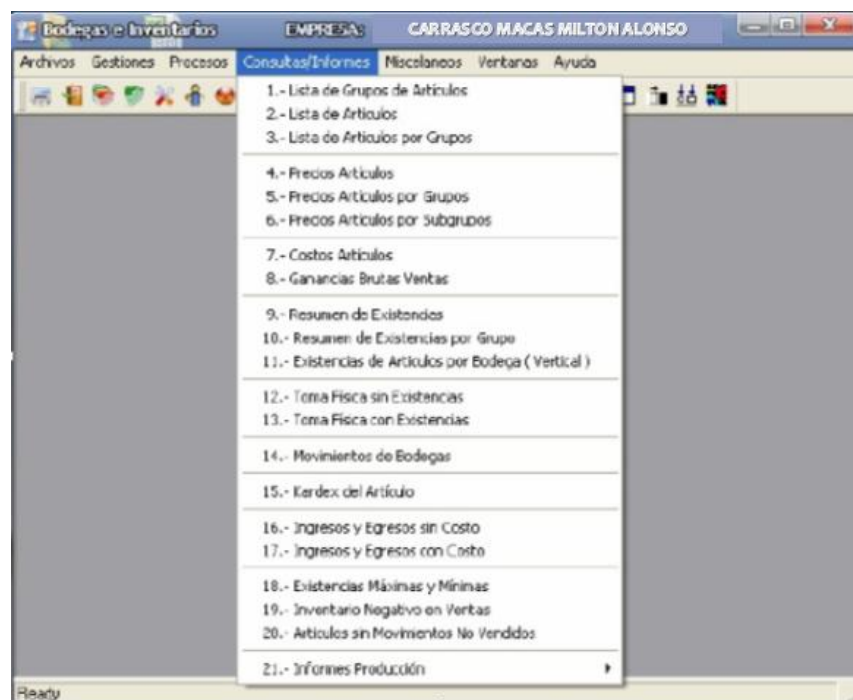 Bodegas e Inventarios EMPRESA: CARRASCO MACAS MILTON ALONSO
Archivos Gestiones Procesos Consultas/Informes Miscelaneos Ventanas Ayuda
1.- Lista de Grupos de Artículos
2.- Lista de Artículos
3.- Lista de Artículos por Grupos
4.- Precios Artículos
5.- Precios Artículos por Grupos
6.- Precios Artículos por Subgrupos
7.- Costos Artículos
8.- Ganancias Brutas Ventas
9.- Resumen de Existencias
10.- Resumen de Existencias por Grupo
11.- Existencias de Artículos por Bodega ( Vertical )
12.- Toma Física sin Existencias
13.- Toma Física con Existencias
14.- Movimientos de Bodegas
15.- Kardex del Artículo
16.- Ingresos y Egresos sin Costo
17.- Ingresos y Egresos con Costo
18.- Existencias Máximas y Mínimas
19.- Inventario Negativo en Ventas
20.- Artículos sin Movimientos No Vendidos
21.- Informes Producción
Ready